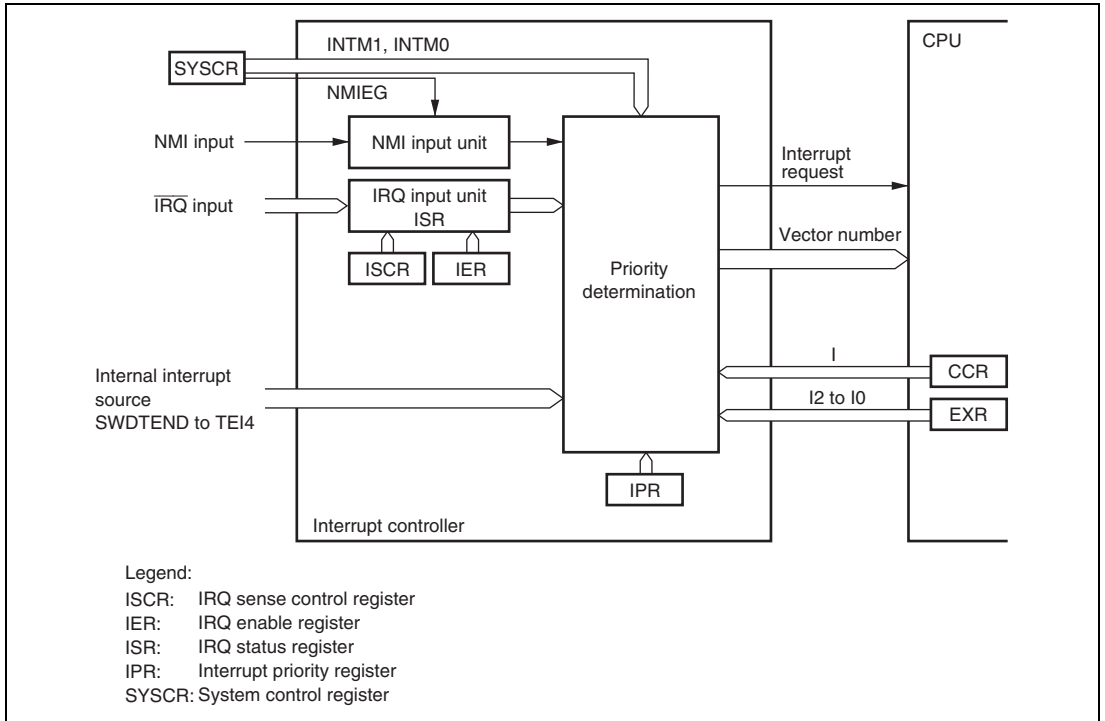 INTM1, INTM0
CPU
SYSCR
NMIEG
NMI input
NMI input unit
Interrupt
request
IRQ input
IRQ input unit
ISR
Vector number
ISCR
IER
Priority
determination
I
CCR
Internal interrupt
source
SWDTEND to TEI4
I2 to I0
EXR
IPR
Interrupt controller
Legend:
ISCR: IRQ sense control register
IER: IRQ enable register
ISR: IRQ status register
IPR: Interrupt priority register
SYSCR: System control register